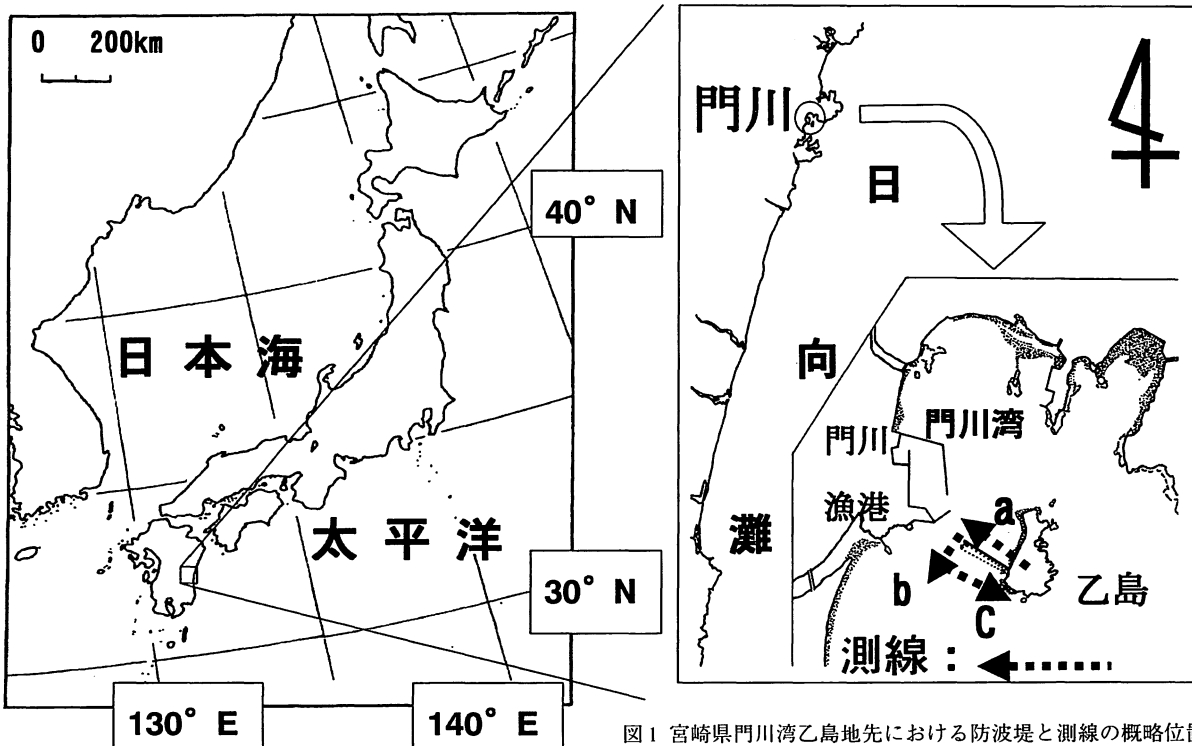 0 200km
40° N
日本海
太平洋
30° N
130° E
140° E
門川
日
向
灘
門川湾
門川
漁港
a
b
C
乙島
測線：
図1 宮崎県門川湾乙島地先における防波堤と測線の概略位置